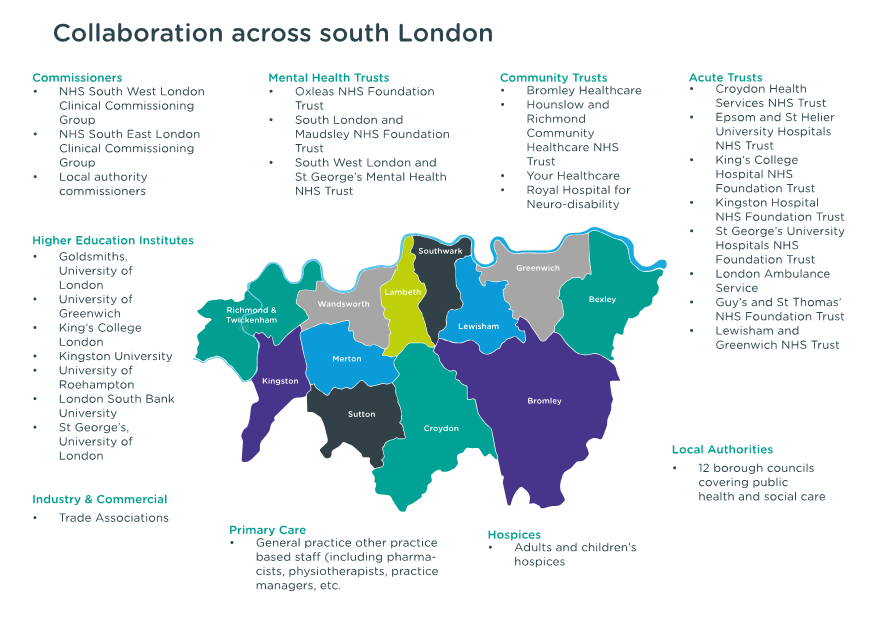 Collaboration across south London
Commissioners
• NHS South West London
Clinical Commissioning
Group
• NHS South East London
Clinical Commissioning
Group
• Local authority
commissioners
Mental Health Trusts
• Oxleas NHS Foundation
Trust
• South London and
Maudsley NHS Foundation
Trust
• South West London and
St George's Mental Health
NHS Trust
Community Trusts
• Bromley Healthcare
• Hounslow and
Richmond
Community
Healthcare NHS
Trust
• Your Healthcare
• Royal Hospital for
Neuro-disability
Acute Trusts
• Croydon Health
Services NHS Trust
• Epsom and St Helier
University Hospitals
NHS Trust
• King's College
Hospital NHS
Foundation Trust
• Kingston Hospital
NHS Foundation Trust
• St George's University
Hospitals NHS
Foundation Trust
• London Ambulance
Service
• Guy's and St Thomas'
NHS Foundation Trust
• Lewisham and
Greenwich NHS Trust
Higher Education Institutes
• Goldsmiths,
University of
London
• University of
Greenwich
• King's College
London
• Kingston University
• University of
Roehampton
• London South Bank
University
• St George's,
University of
London
Southwark
Greenwich
Lambeth
Bexley
Wandsworth
Richmond &
Twickenham
Lewisham
Merton
Kingston
Bromley
Sutton
Croydon
Local Authorities
• 12 borough councils
covering public
health and social care
Industry & Commercial
• Trade Associations
Primary Care
• General practice other practice
based staff (including pharma-
cists, physiotherapists, practice
managers, etc.
Hospices
• Adults and children's
hospices